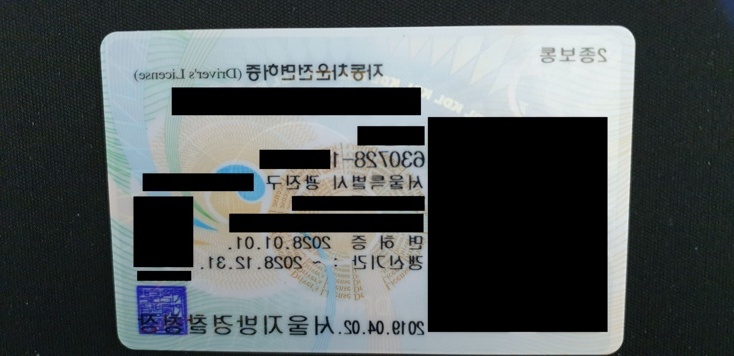 2종보통
자동차운전면허증 (Driver's License)
630728-1
서울특별시 광진구
면 허 증 2028.01.01.
갱신기간 : ~ 2028.12.31.
2019.04.02. 서울지방경찰청장